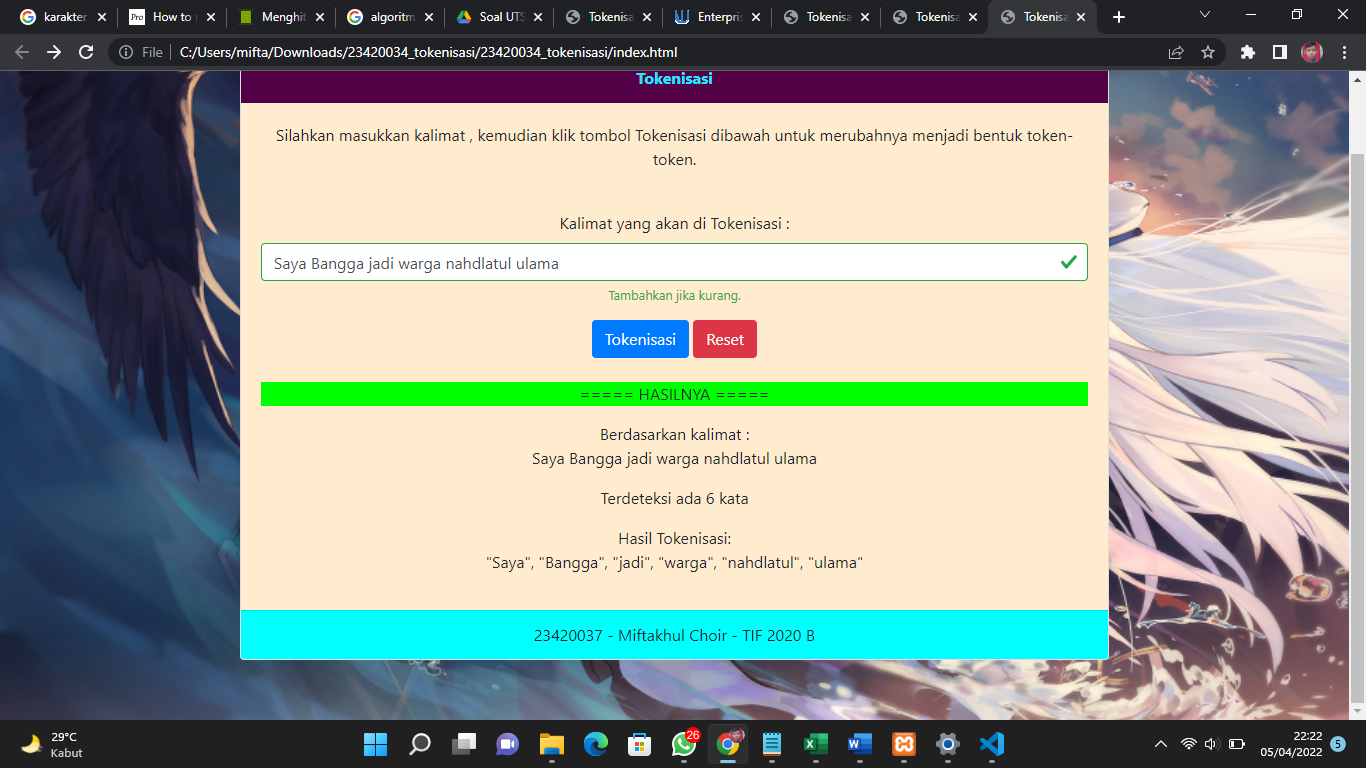 karakter
How to
Menghit
algoritm
Soal UTS
Tokenisa
Enterpris
Tokenisa
Tokenisa
Tokenisa
File
C:/Users/mifta/Downloads/23420034_tokenisasi/23420034_tokenisasi/index.html
Tokenisasi
Silahkan masukkan kalimat , kemudian klik tombol Tokenisasi dibawah untuk merubahnya menjadi bentuk token-
token.
Kalimat yang akan di Tokenisasi :
Saya Bangga jadi warga nahdlatul ulama
Tambahkan jika kurang.
Tokenisasi Reset
===== HASILNYA =====
Berdasarkan kalimat :
Saya Bangga jadi warga nahdlatul ulama
Terdeteksi ada 6 kata
Hasil Tokenisasi:
"Saya", "Bangga", "jadi", "warga", "nahdlatul", "ulama"
23420037 - Miftakhul Choir - TIF 2020 B
29°C
Kabut
26
22:22
05/04/2022
5